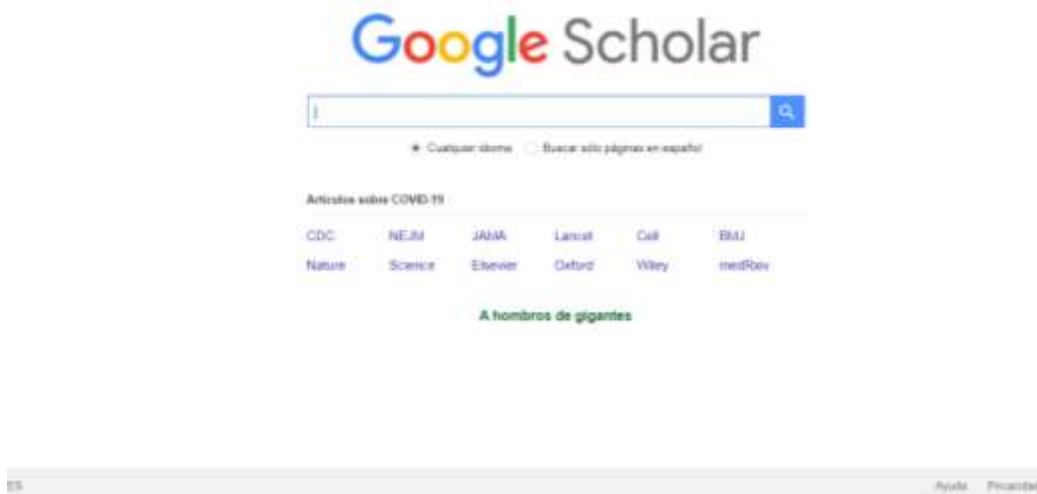 Google Scholar
Cualquier idioma Buscar sólo páginas en español
Artículos sobre COVID-19
CDC NEJM JAMA Lancet Cell BMJ
Nature Science Elsevier Oxford Wiley medRxiv
A hombros de gigantes
ES Ayuda